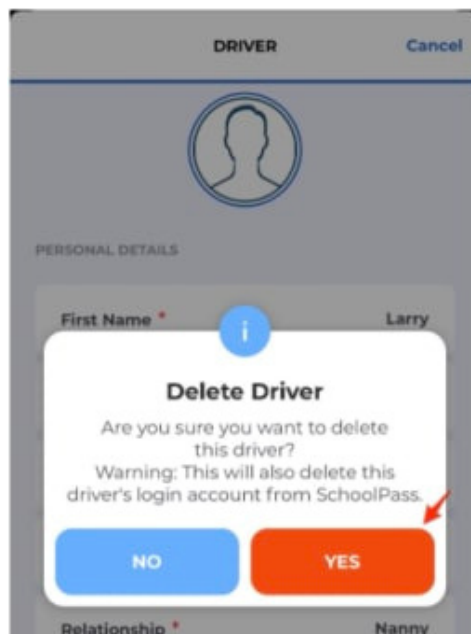 DRIVER Cancel
PERSONAL DETAILS
First Name * Larry
i
Delete Driver
Are you sure you want to delete
this driver?
Warning: This will also delete this
driver's login account from SchoolPass.
NO YES
Relationship * Nanny